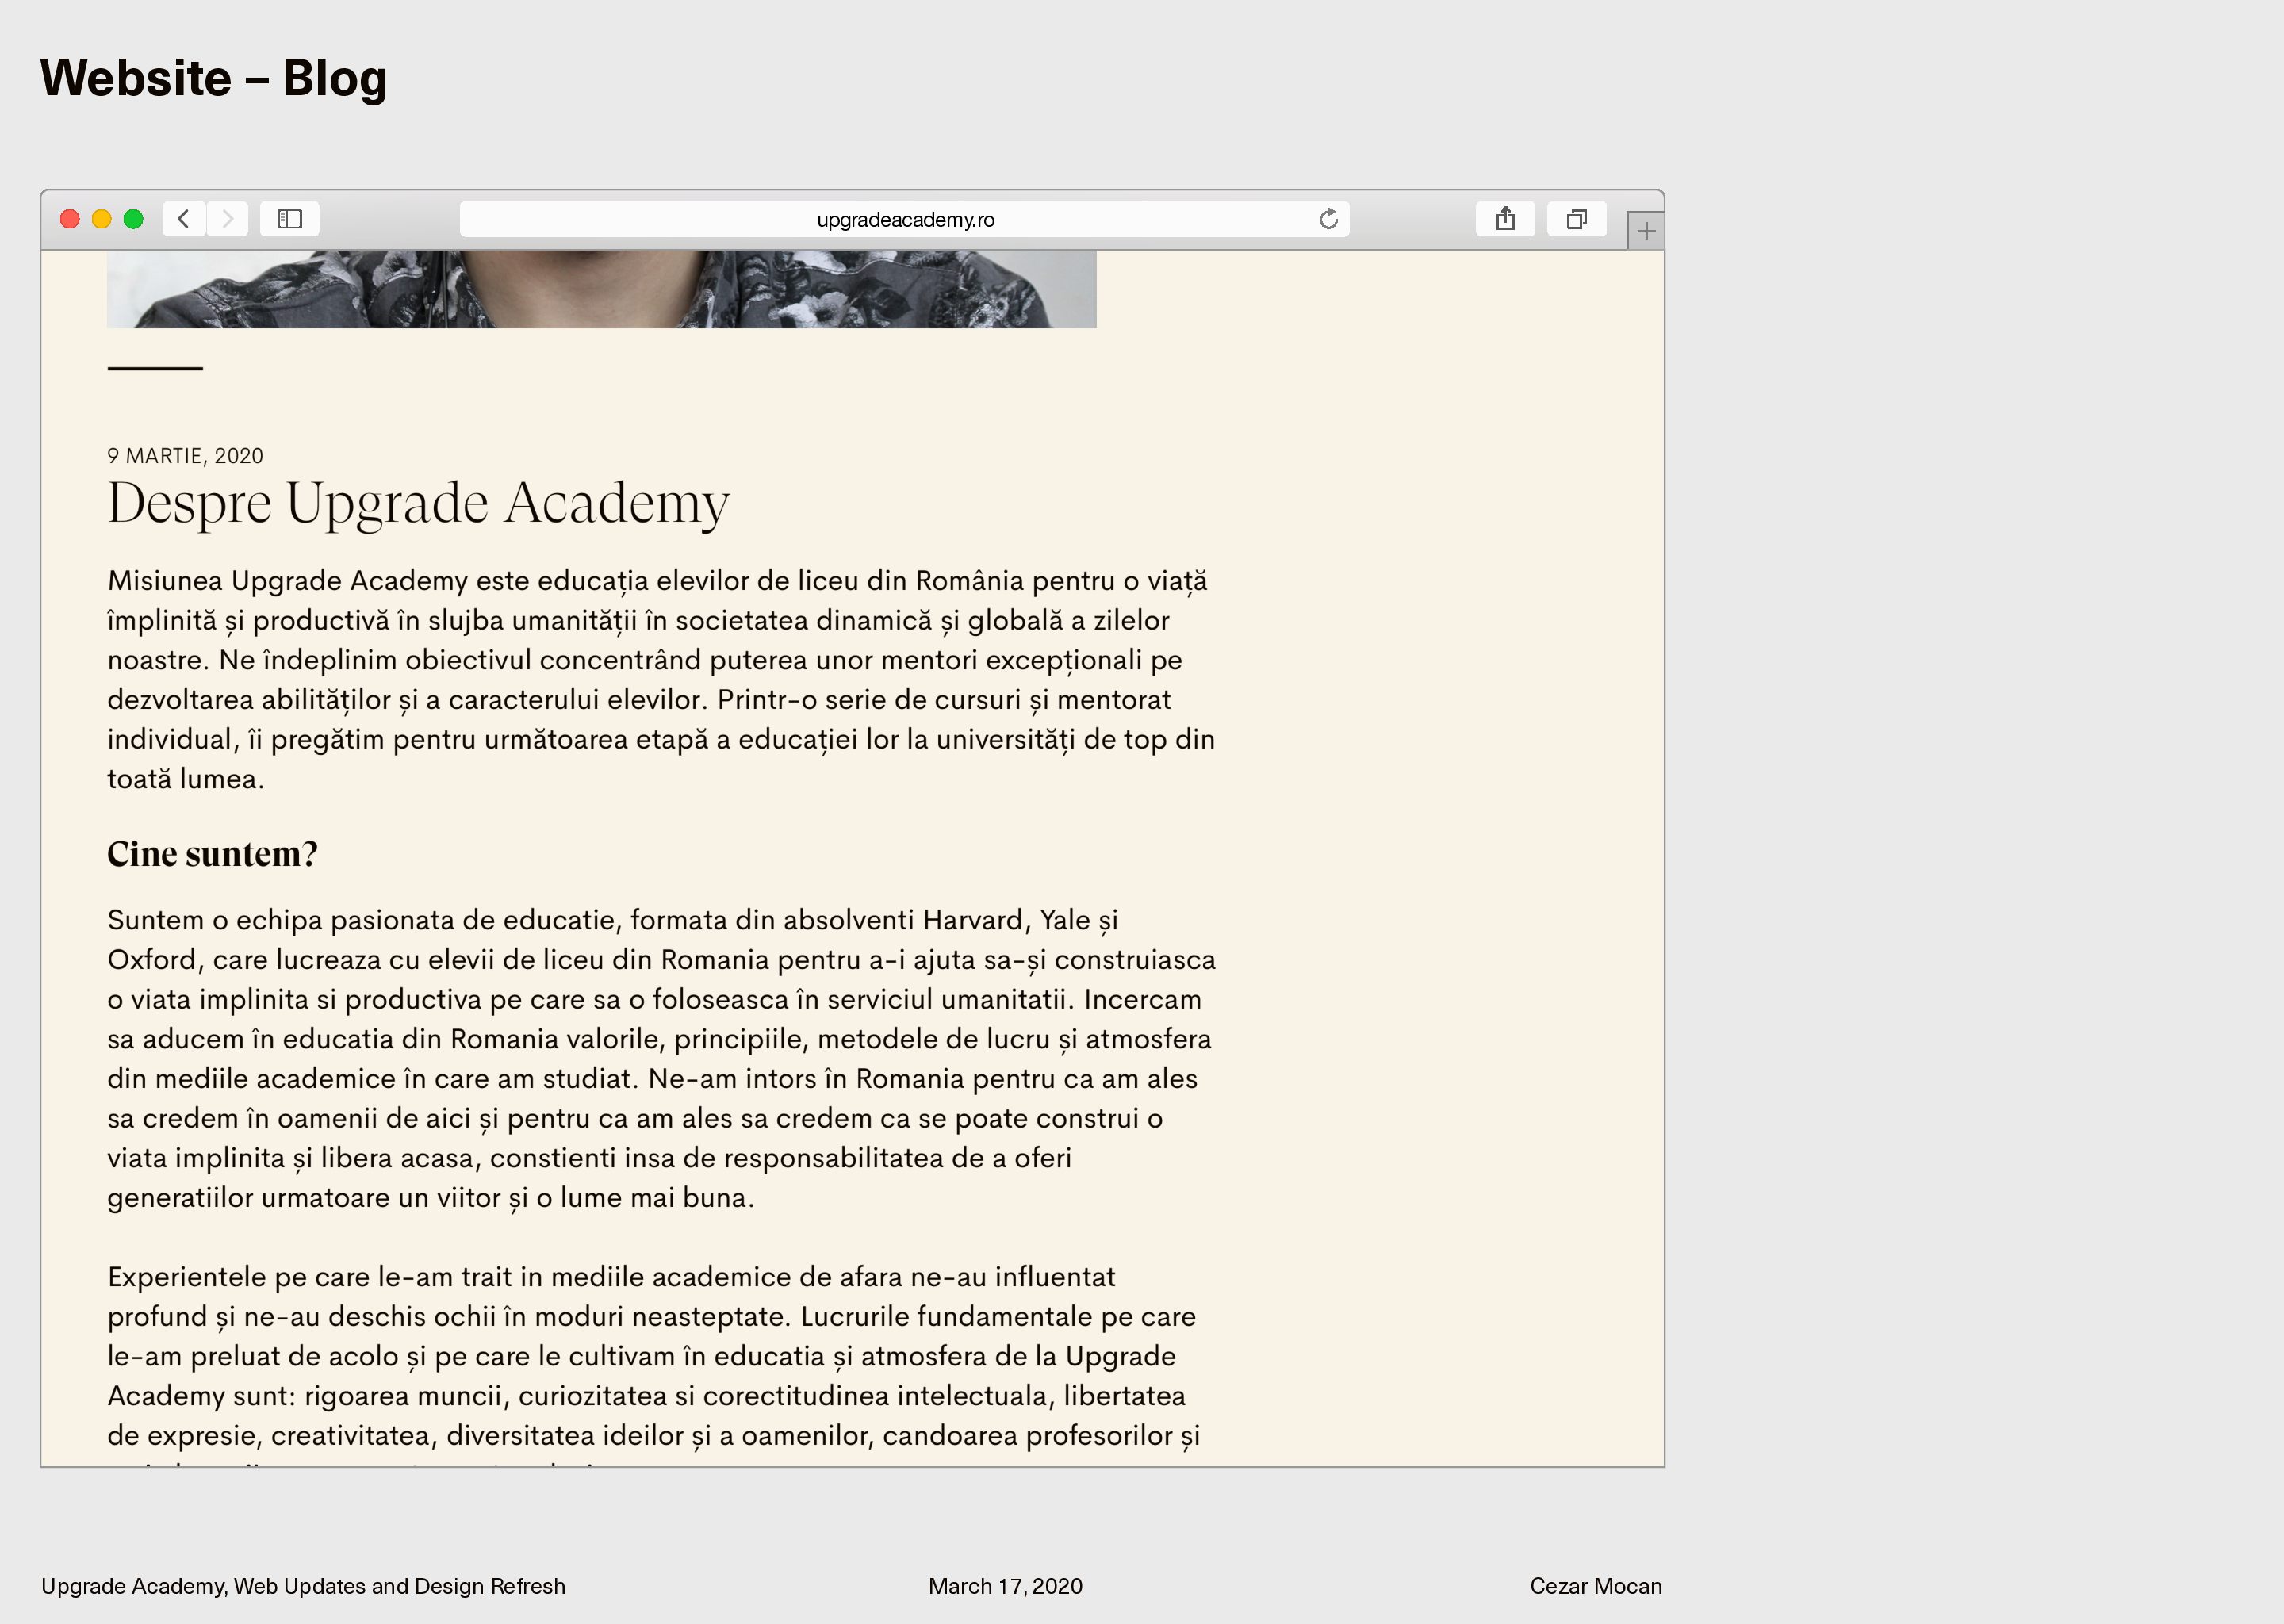 Website – Blog
upgradeacademy.ro
9 MARTIE, 2020
Despre Upgrade Academy
Misiunea Upgrade Academy este educația elevilor de liceu din România pentru o viață
împlinită și productivă în slujba umanității în societatea dinamică și globală a zilelor
noastre. Ne îndeplinim obiectivul concentrând puterea unor mentori excepționali pe
dezvoltarea abilităților și a caracterului elevilor. Printr-o serie de cursuri și mentorat
individual, îi pregătim pentru următoarea etapă a educației lor la universități de top din
toată lumea.
Cine suntem?
Suntem o echipa pasionata de educatie, formata din absolventi Harvard, Yale și
Oxford, care lucreaza cu elevii de liceu din Romania pentru a-i ajuta sa-și construiasca
o viata implinita si productiva pe care sa o foloseasca în serviciul umanitatii. Incercam
sa aducem în educatia din Romania valorile, principiile, metodele de lucru și atmosfera
din mediile academice în care am studiat. Ne-am intors în Romania pentru ca am ales
sa credem în oamenii de aici și pentru ca am ales sa credem ca se poate construi o
viata implinita și libera acasa, constienti insa de responsabilitatea de a oferi
generatiilor urmatoare un viitor și o lume mai buna.
Experientele pe care le-am trait in mediile academice de afara ne-au influentat
profund și ne-au deschis ochii în moduri neasteptate. Lucrurile fundamentale pe care
le-am preluat de acolo și pe care le cultivam în educatia și atmosfera de la Upgrade
Academy sunt: rigoarea muncii, curiozitatea si corectitudinea intelectuala, libertatea
de expresie, creativitatea, diversitatea ideilor și a oamenilor, candoarea profesorilor și
Upgrade Academy, Web Updates and Design Refresh
March 17, 2020
Cezar Mocan